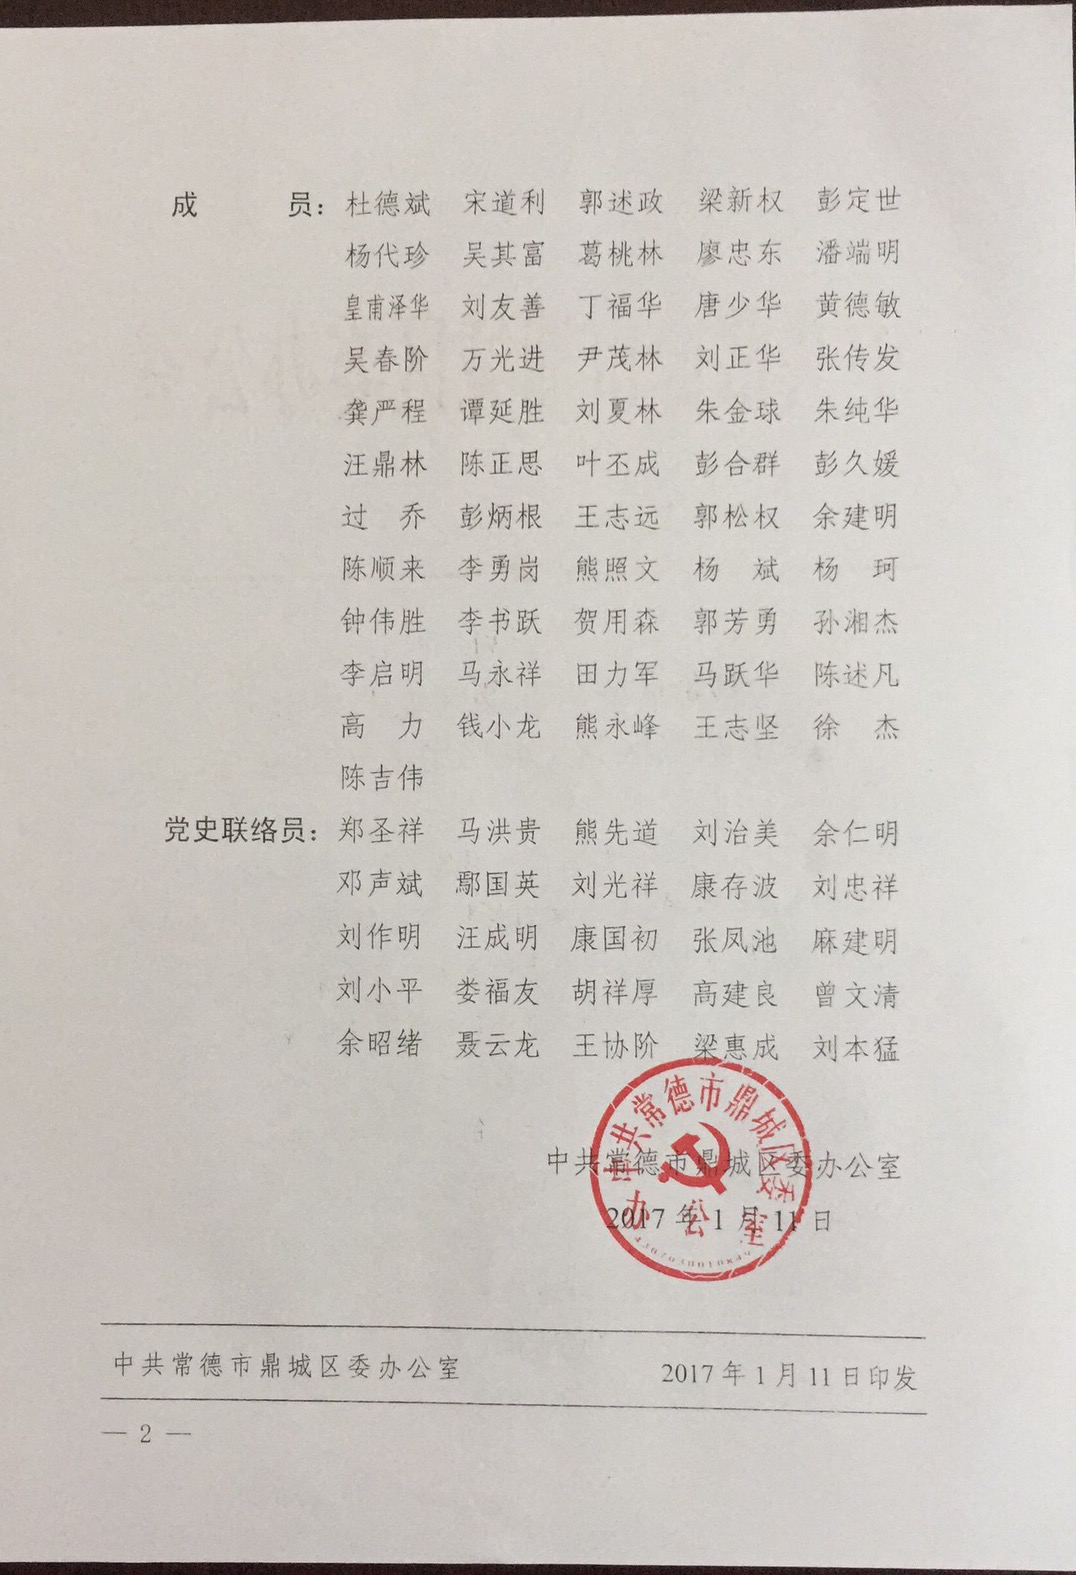 成　　　员：杜德斌 宋道利 郭述政 梁新权 彭定世
杨代珍 吴其富 葛桃林 廖忠东 潘端明
皇甫泽华 刘友善 丁福华 唐少华 黄德敏
吴春阶 万光进 尹茂林 刘正华 张传发
龚严程 谭延胜 刘夏林 朱金球 朱纯华
汪鼎林 陈正思 叶丕成 彭合群 彭久媛
过　乔 彭炳根 王志远 郭松权 余建明
陈顺来 李勇岗 熊照文 杨　斌 杨　珂
钟伟胜 李书跃 贺用森 郭芳勇 孙湘杰
李启明 马永祥 田力军 马跃华 陈述凡
高　力 钱小龙 熊永峰 王志坚 徐　杰
陈吉伟
党史联络员：郑圣祥 马洪贵 熊先道 刘治美 余仁明
邓声斌 鄢国英 刘光祥 康存波 刘忠祥
刘作明 汪成明 康国初 张凤池 麻建明
刘小平 娄福友 胡祥厚 高建良 曾文清
余昭绪 聂云龙 王协阶 梁惠成 刘本猛
中共常德市鼎城区委办公室
2017年1月11日
中共常德市鼎城区委
办公室
中共常德市鼎城区委办公室 2017年1月11日印发
— 2 —